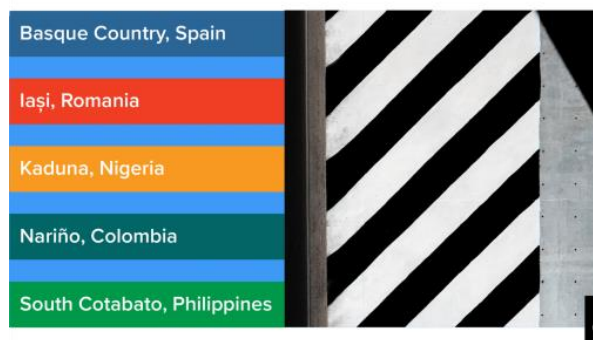 Basque Country, Spain
Iași, Romania
Kaduna, Nigeria
Nariño, Colombia
South Cotabato, Philippines